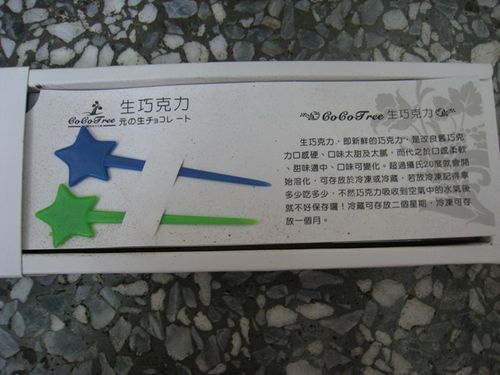 CoCoTree
生巧克力
元の生チョコレート
CoCoTree 生巧克力
生巧克力,即新鮮的巧克力"是改良舊巧克
力口感硬、口味太甜及太膩,而代之於口感柔軟
、甜味適中、口味可變化。超過攝氏20度就會開
始溶化,可存放於冷凍或冷藏,若放冷凍記得拿
多少吃多少,不然巧克力吸收到空氣中的水氣後
就不好保存囉!冷藏可存放二個星期,冷凍可存
放一個月。